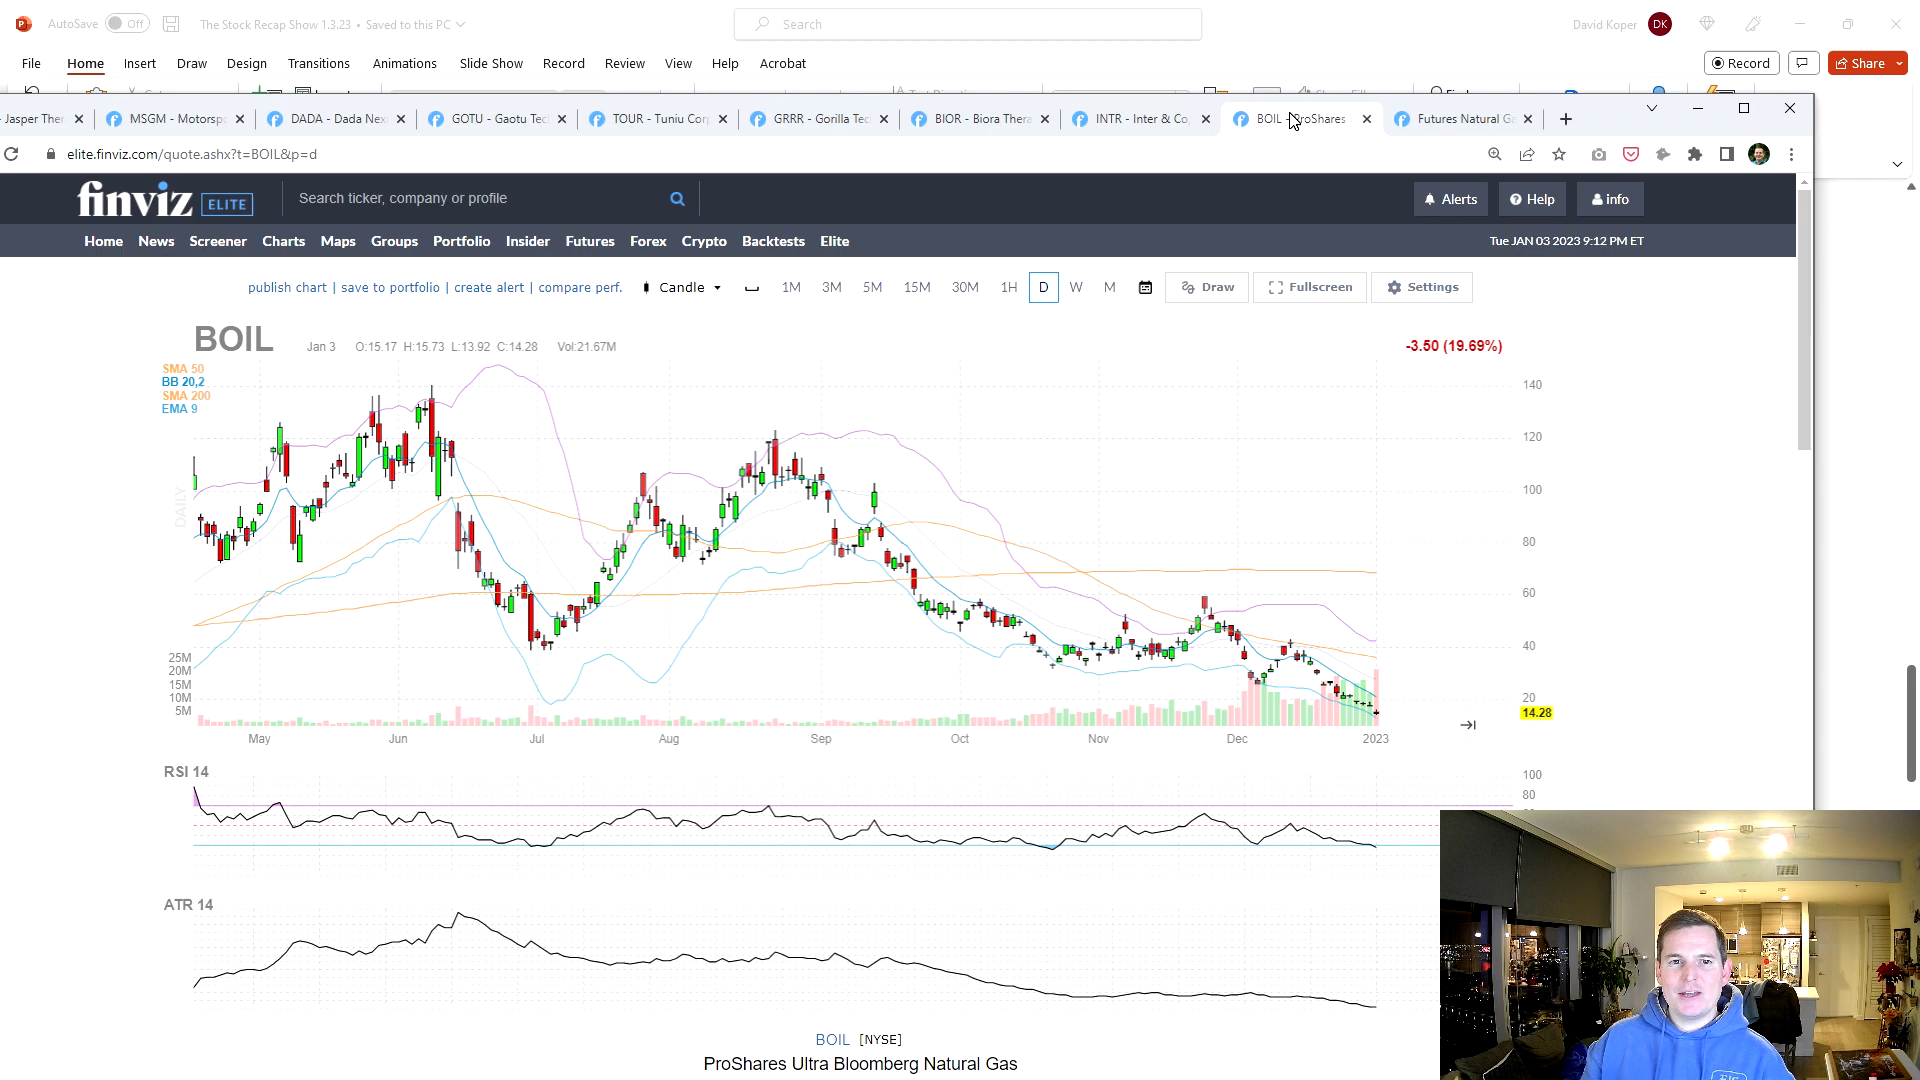 AutoSave Off The Stock Recap Show 1.3.23 • Saved to this PC Search David Koper DK
File Home Insert Draw Design Transitions Animations Slide Show Record Review View Help Acrobat Record Share
Jasper Ther MSGM - Motorspo DADA - Dada Nex GOTU - Gaotu Tec TOUR - Tuniu Corp GRRR - Gorilla Tec BIOR - Biora Thera INTR - Inter & Co, BOIL - ProShares Futures Natural Ga
elite.finviz.com/quote.ashx?t=BOIL&p=d
finviz ELITE Search ticker, company or profile Alerts Help info
Home News Screener Charts Maps Groups Portfolio Insider Futures Forex Crypto Backtests Elite Tue JAN 03 2023 9:12 PM ET
publish chart | save to portfolio | create alert | compare perf. Candle 1M 3M 5M 15M 30M 1H D W M Draw Fullscreen Settings
BOIL Jan 3 O:15.17 H:15.73 L:13.92 C:14.28 Vol:21.67M -3.50 (19.69%)
SMA 50
BB 20,2
SMA 200
EMA 9
140
120
100
80
60
40
20
14.28
DAILY
25M
20M
15M
10M
5M
May Jun Jul Aug Sep Oct Nov Dec 2023
RSI 14
100
80
ATR 14
BOIL [NYSE]
ProShares Ultra Bloomberg Natural Gas